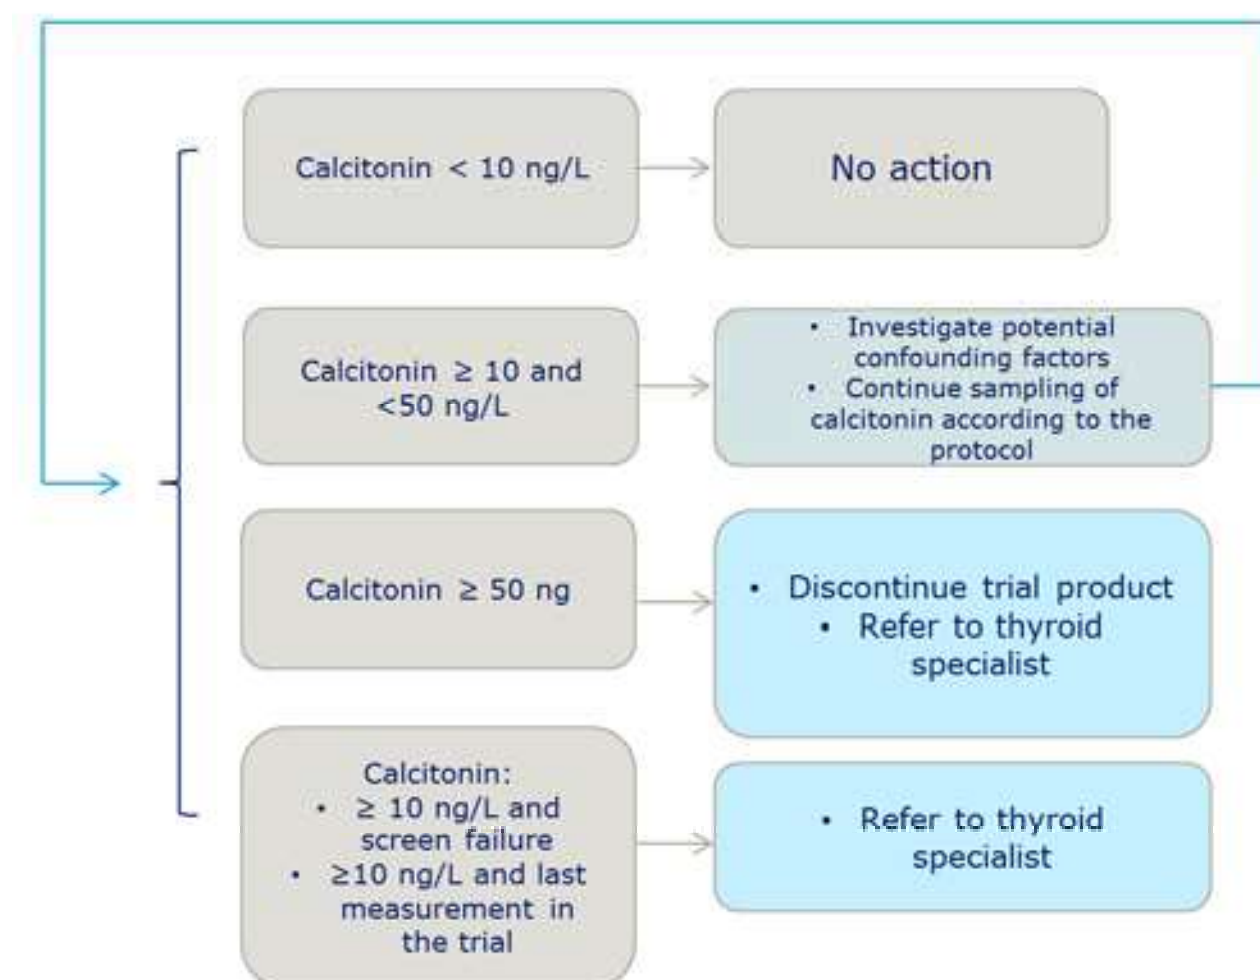 Calcitonin < 10 ng/L
No action
Calcitonin ≥ 10 and
<50 ng/L
• Investigate potential
confounding factors
• Continue sampling of
calcitonin according to the
protocol
Calcitonin ≥ 50 ng
• Discontinue trial product
• Refer to thyroid
specialist
Calcitonin:
• ≥ 10 ng/L and
screen failure
• ≥10 ng/L and last
measurement in
the trial
• Refer to thyroid
specialist